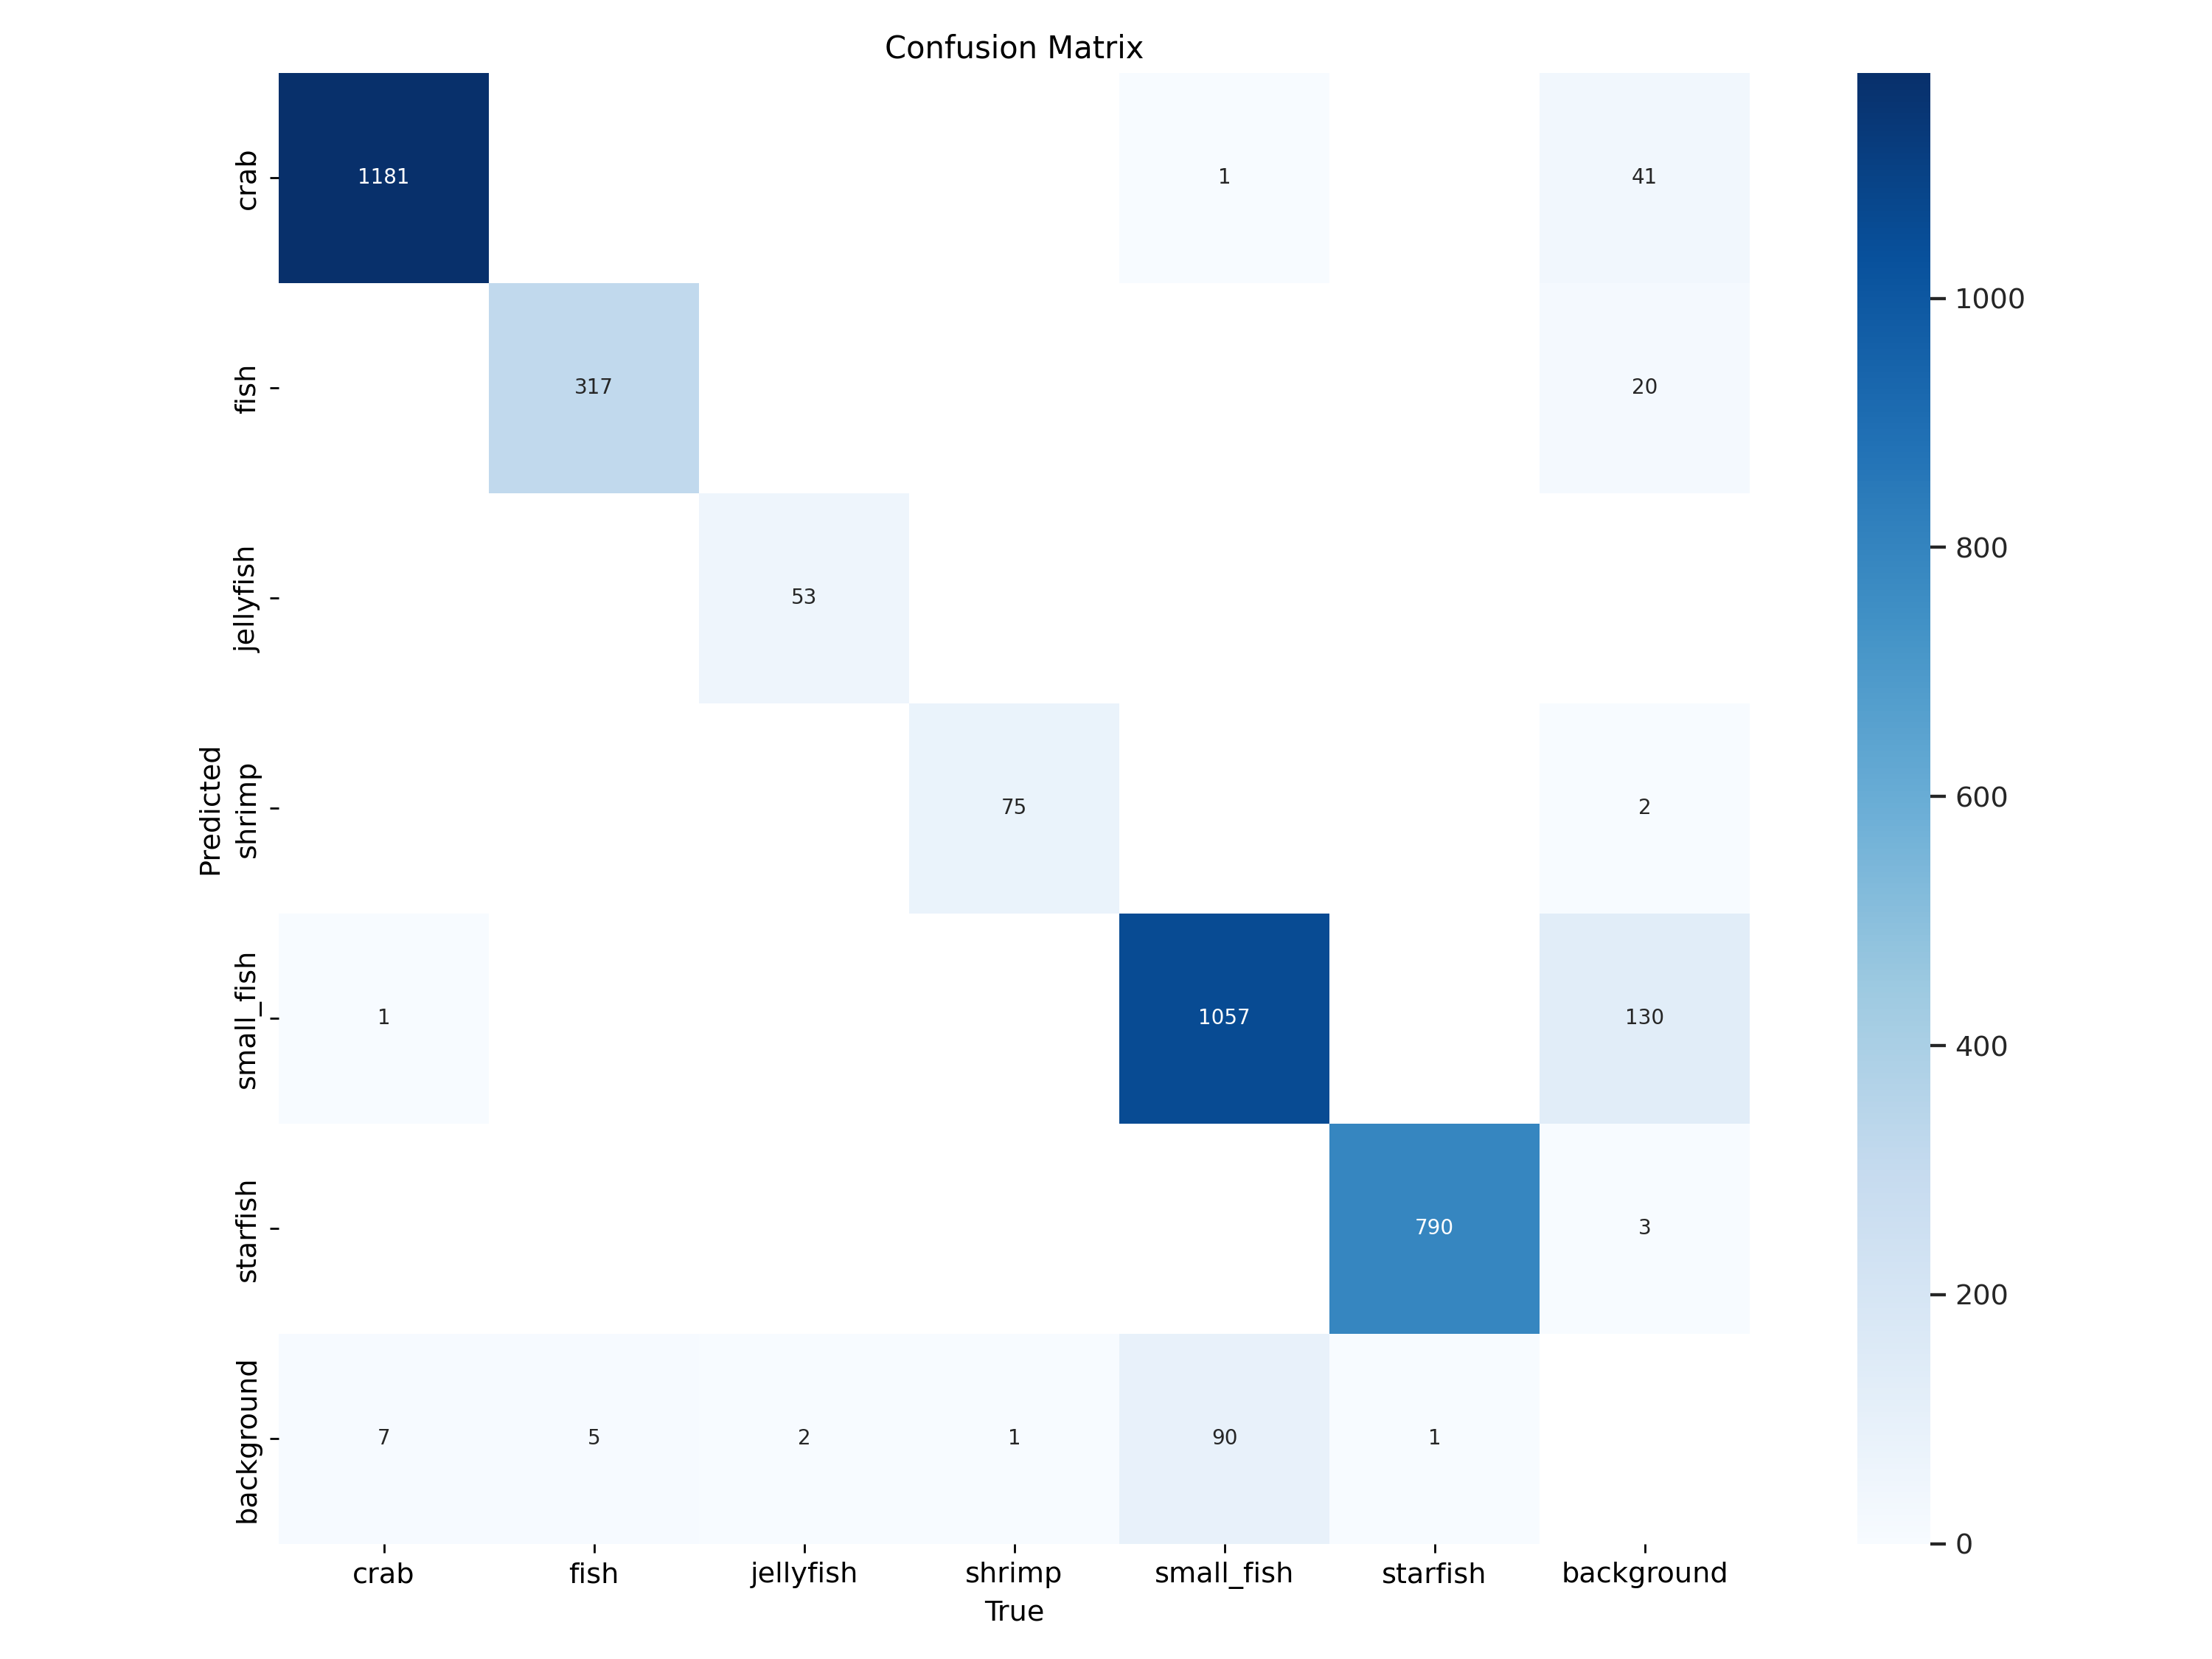 Confusion Matrix
Predicted
crab
1181
1
41
fish
317
20
jellyfish
53
shrimp
75
2
small_fish
1
1057
130
starfish
790
3
background
7
5
2
1
90
1
crab
fish
jellyfish
shrimp
small_fish
starfish
background
True
1000
800
600
400
200
0